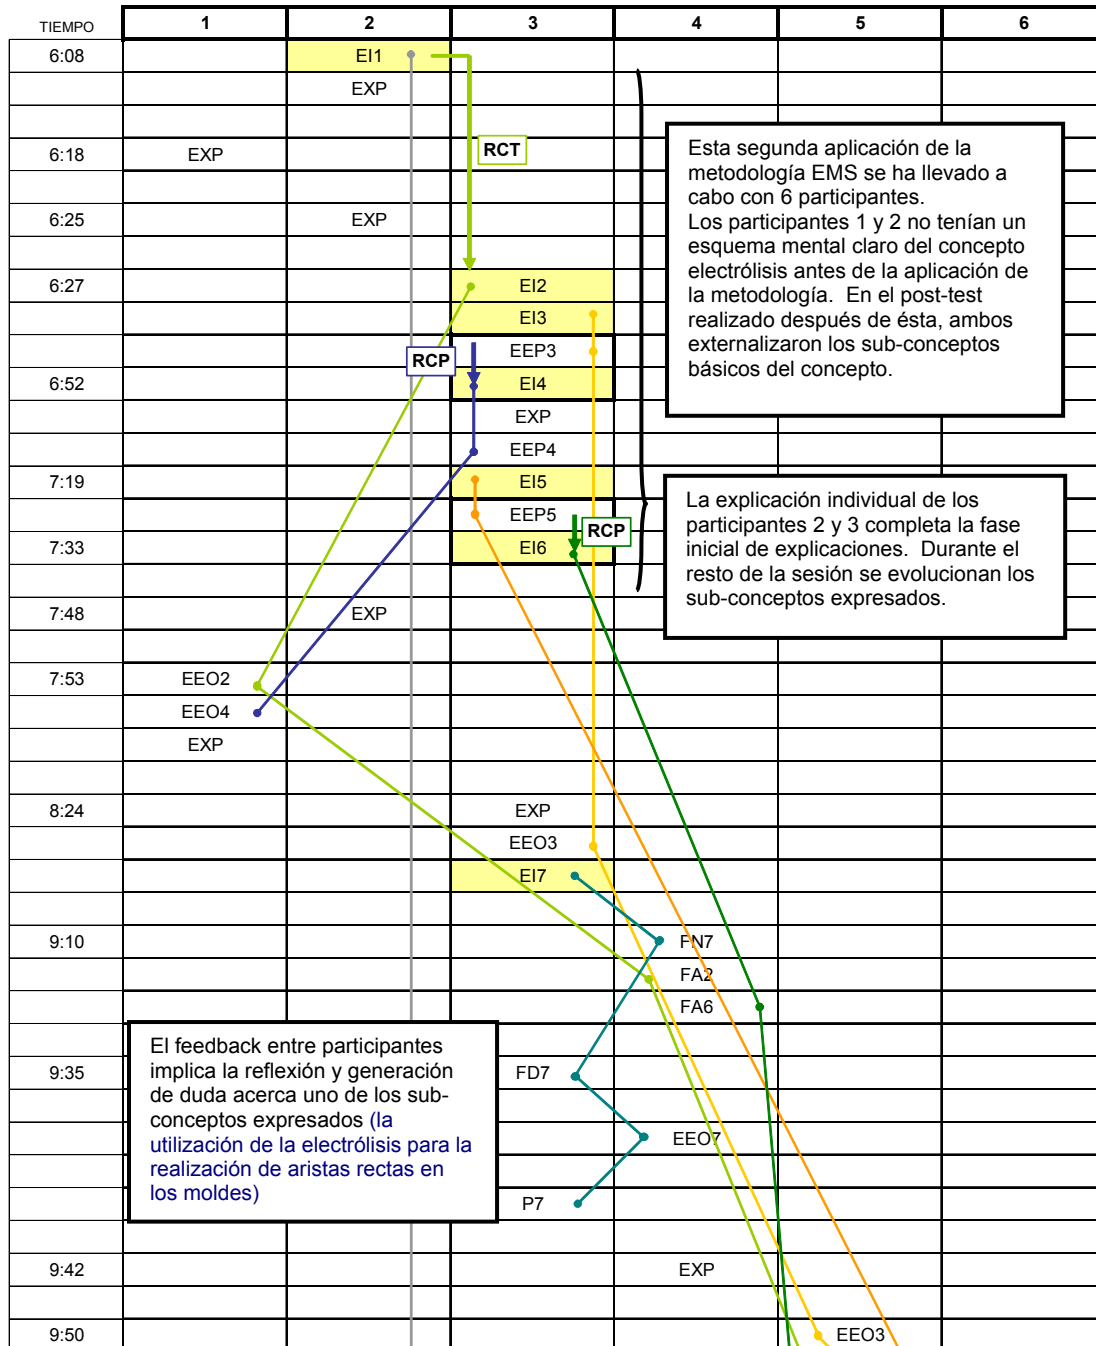 TIEMPO 1 2 3 4 5 6
6:08 EI1
EXP
6:18 EXP RCT
6:25 EXP
6:27 EI2
EI3
RCP EEP3
6:52 EI4
EXP
EEP4
7:19 EI5
EEP5 RCP
7:33 EI6
7:48 EXP
7:53 EEO2
EEO4
EXP
8:24 EXP
EEO3
EI7
9:10 FN7
FA2
FA6
9:35 FD7
EEO7
P7
9:42 EXP
9:50 EEO3
Esta segunda aplicación de la
metodología EMS se ha llevado a
cabo con 6 participantes.
Los participantes 1 y 2 no tenían un
esquema mental claro del concepto
electrólisis antes de la aplicación de
la metodología. En el post-test
realizado después de ésta, ambos
externalizaron los sub-conceptos
básicos del concepto.
La explicación individual de los
participantes 2 y 3 completa la fase
inicial de explicaciones. Durante el
resto de la sesión se evolucionan los
sub-conceptos expresados.
El feedback entre participantes
implica la reflexión y generación
de duda acerca uno de los sub-
conceptos expresados (la
utilización de la electrólisis para la
realización de aristas rectas en
los moldes)